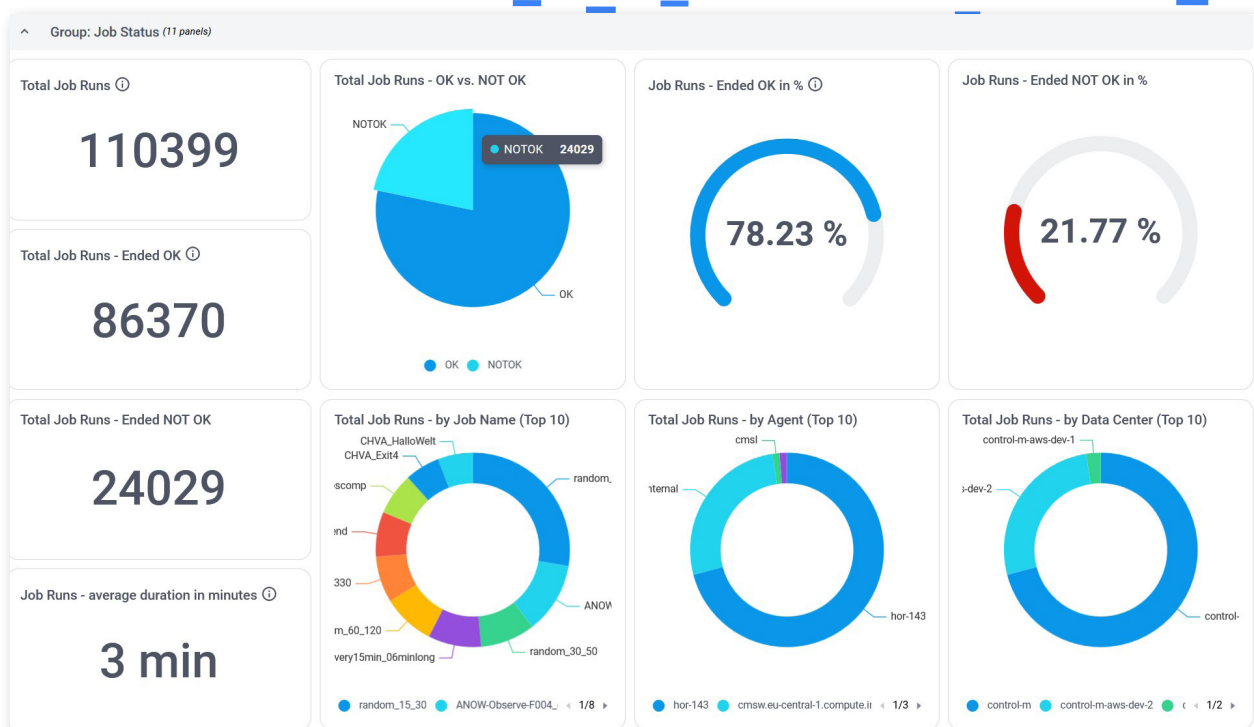 Group: Job Status (11 panels)
Total Job Runs
110399
Total Job Runs - Ended OK
86370
Total Job Runs - OK vs. NOT OK
NOTOK
NOTOK 24029
OK
OK NOTOK
Job Runs - Ended OK in %
78.23 %
Job Runs - Ended NOT OK in %
21.77 %
Total Job Runs - Ended NOT OK
24029
Job Runs - average duration in minutes
3 min
Total Job Runs - by Job Name (Top 10)
CHVA_HalloWelt
CHVA_Exit4
scomp
random_
nd
330
ANOW
m_60_120
random_30_50
very15min_06minlong
random_15_30 ANOW-Observe-F004_ 1/8
Total Job Runs - by Agent (Top 10)
cmsl
nternal
hor-143
hor-143 cmsw.eu-central-1.compute.ir 1/3
Total Job Runs - by Data Center (Top 10)
control-m-aws-dev-1
-dev-2
control-
control-m control-m-aws-dev-2 1/2